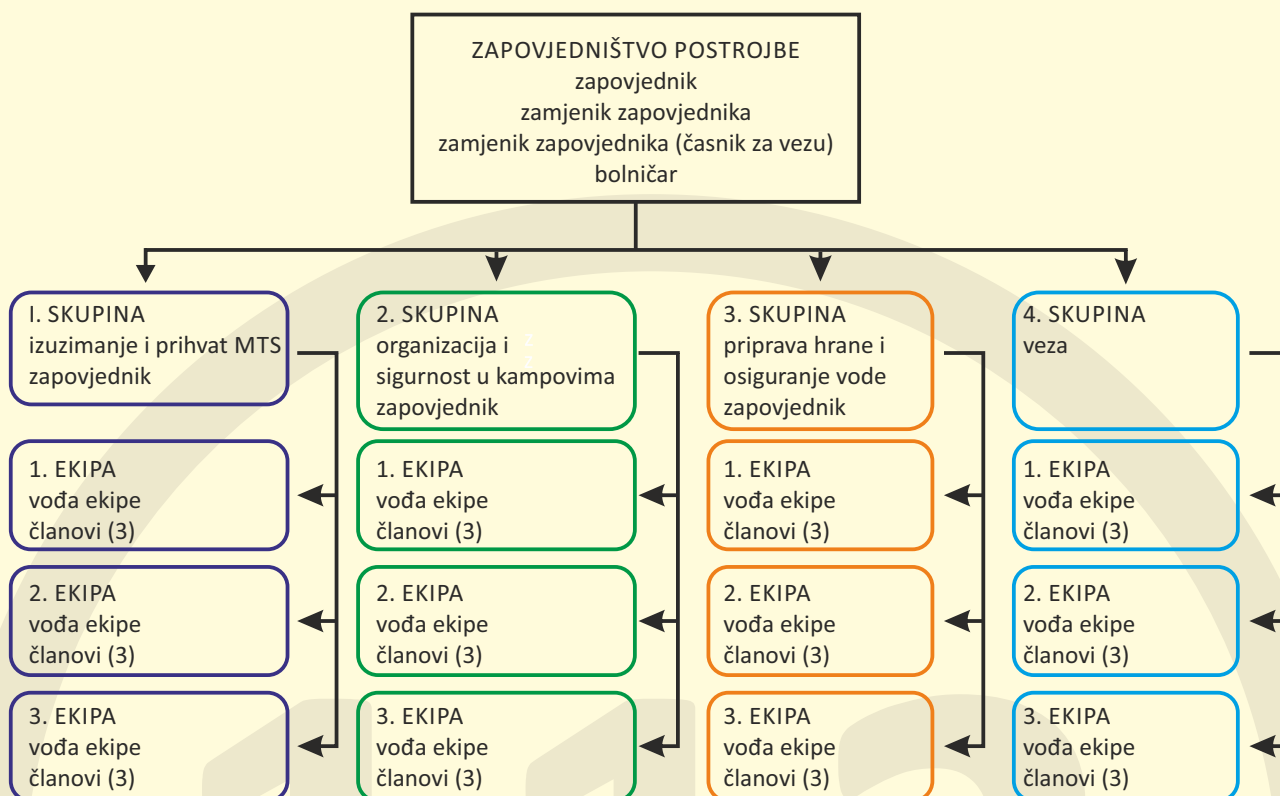 ZAPOVJEDNIŠTVO POSTROJBE
zapovjednik
zamjenik zapovjednika
zamjenik zapovjednika (časnik za vezu)
bolničar
I. SKUPINA
izuzimanje i prihvat MTS
zapovjednik
1. EKIPA
vođa ekipe
članovi (3)
2. EKIPA
vođa ekipe
članovi (3)
3. EKIPA
vođa ekipe
članovi (3)
2. SKUPINA
organizacija i
sigurnost u kampovima
zapovjednik
1. EKIPA
vođa ekipe
članovi (3)
2. EKIPA
vođa ekipe
članovi (3)
3. EKIPA
vođa ekipe
članovi (3)
3. SKUPINA
priprava hrane i
osiguranje vode
zapovjednik
1. EKIPA
vođa ekipe
članovi (3)
2. EKIPA
vođa ekipe
članovi (3)
3. EKIPA
vođa ekipe
članovi (3)
4. SKUPINA
veza
1. EKIPA
vođa ekipe
članovi (3)
2. EKIPA
vođa ekipe
članovi (3)
3. EKIPA
vođa ekipe
članovi (3)